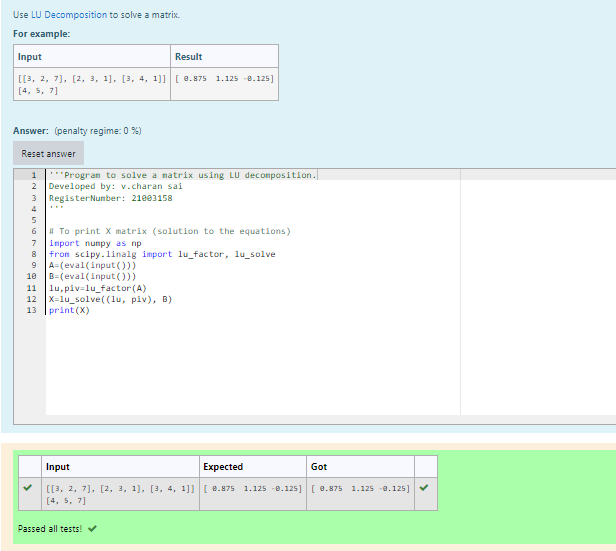 Use LU Decomposition to solve a matrix.
For example:
Input Result
[[3, 2, 7], [2, 3, 1], [3, 4, 1]] [ 0.875 1.125 -0.125]
[4, 5, 7]
Answer: (penalty regime: 0 %)
Reset answer
1 '''Program to solve a matrix using LU decomposition.
2 Developed by: v.charan sai
3 RegisterNumber: 21003158
4 '''
5
6 # To print X matrix (solution to the equations)
7 import numpy as np
8 from scipy.linalg import lu_factor, lu_solve
9 A=(eval(input()))
10 B=(eval(input()))
11 lu,piv=lu_factor(A)
12 X=lu_solve((lu, piv), B)
13 print(X)
Input Expected Got
[[3, 2, 7], [2, 3, 1], [3, 4, 1]] [ 0.875 1.125 -0.125] [ 0.875 1.125 -0.125]
[4, 5, 7]
Passed all tests!